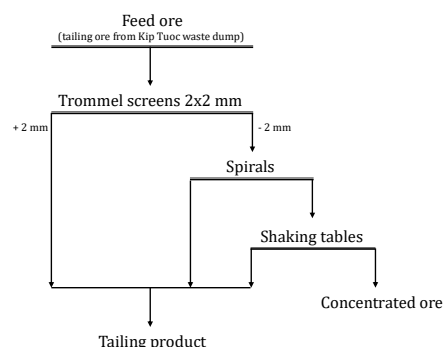 Feed ore
(tailing ore from Kip Tuoc waste dump)
Trommel screens 2x2 mm
+ 2 mm
- 2 mm
Spirals
Shaking tables
Concentrated ore
Tailing product